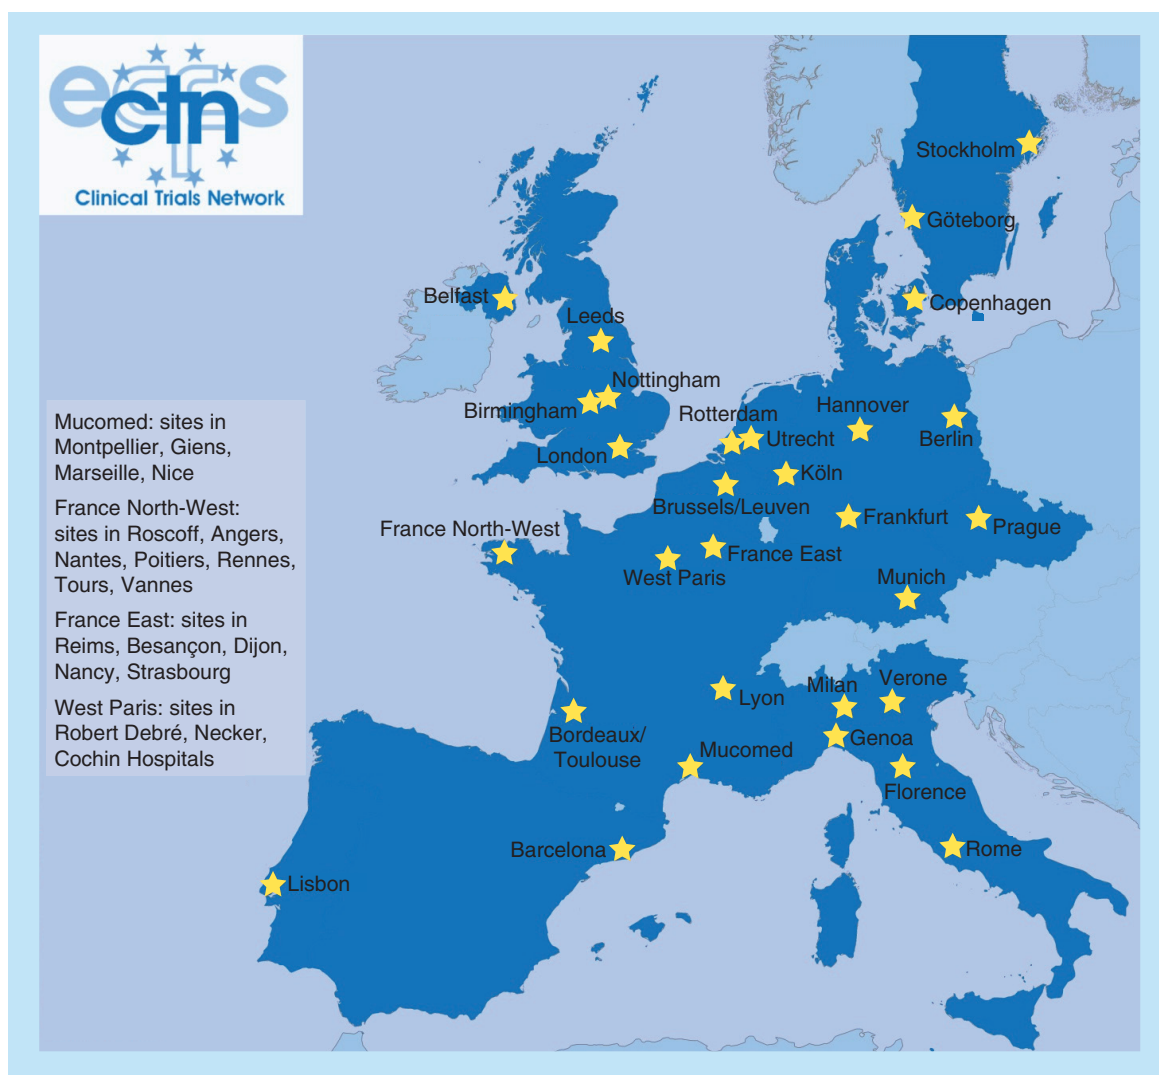 ecfs
ctn
Clinical Trials Network
Stockholm
Göteborg
Copenhagen
Belfast
Leeds
Nottingham
Birmingham
London
Rotterdam
Utrecht
Hannover
Berlin
Köln
Brussels/Leuven
Frankfurt
Prague
France North-West
France East
West Paris
Munich
Lyon
Milan
Verone
Genoa
Bordeaux/
Toulouse
Mucomed
Florence
Barcelona
Rome
Lisbon
Mucomed: sites in
Montpellier, Giens,
Marseille, Nice
France North-West:
sites in Roscoff, Angers,
Nantes, Poitiers, Rennes,
Tours, Vannes
France East: sites in
Reims, Besançon, Dijon,
Nancy, Strasbourg
West Paris: sites in
Robert Debré, Necker,
Cochin Hospitals